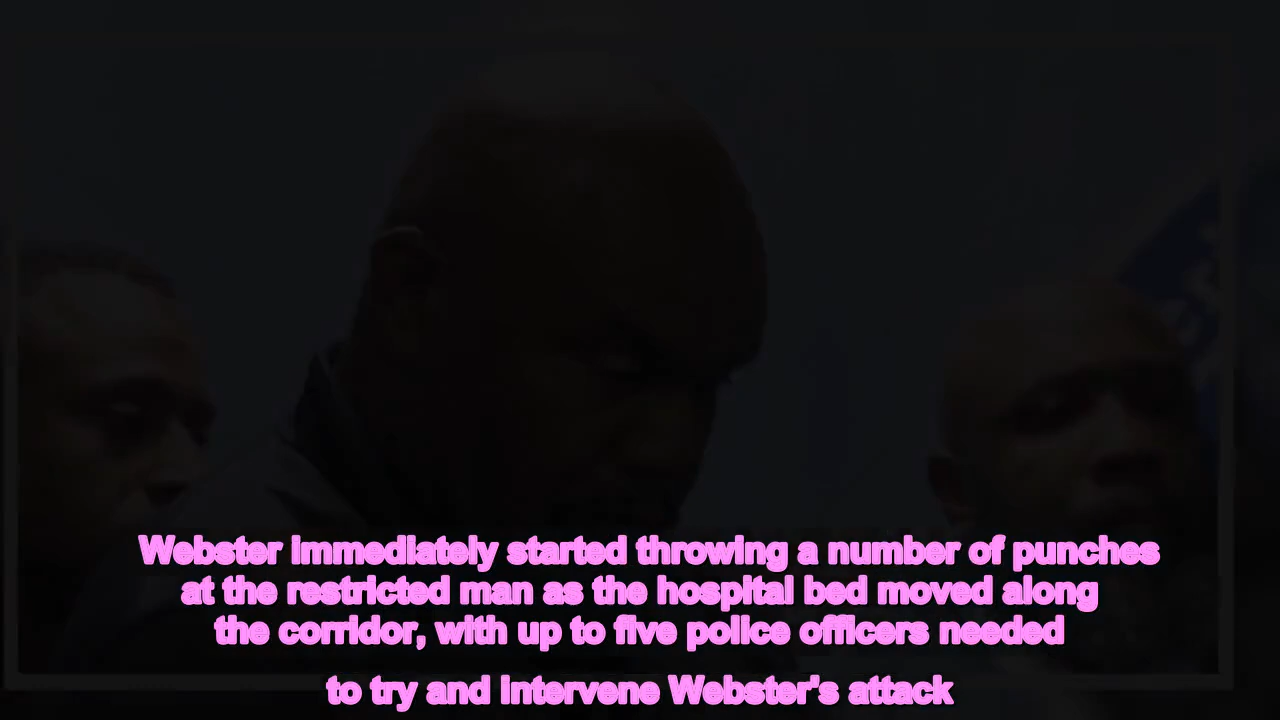 Webster immediately started throwing a number of punches
at the restricted man as the hospital bed moved along
the corridor, with up to five police officers needed
to try and intervene Webster's attack